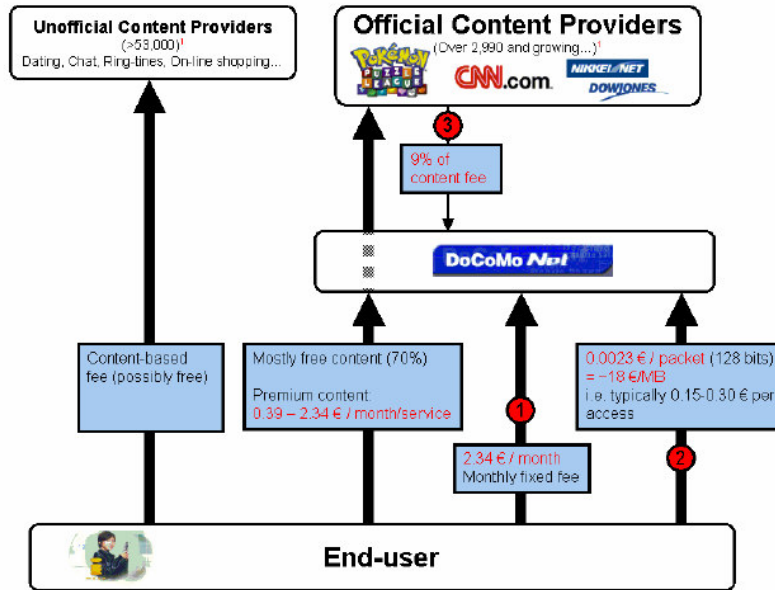 Unofficial Content Providers
(>53,000)1
Dating, Chat, Ring-tines, On-line shopping...
Official Content Providers
(Over 2,990 and growing...)1
POKéMON
PUZZLE
LEAGUE
CNN.com
NIKKEI NET
DOWJONES
3
9% of
content fee
DoCoMo Net
Content-based
fee (possibly free)
Mostly free content (70%)
Premium content:
0.39 – 2.34 € / month/service
1
2.34 € / month
Monthly fixed fee
0.0023 € / packet (128 bits)
= ~18 €/MB
i.e. typically 0.15-0.30 € per
access
2
End-user